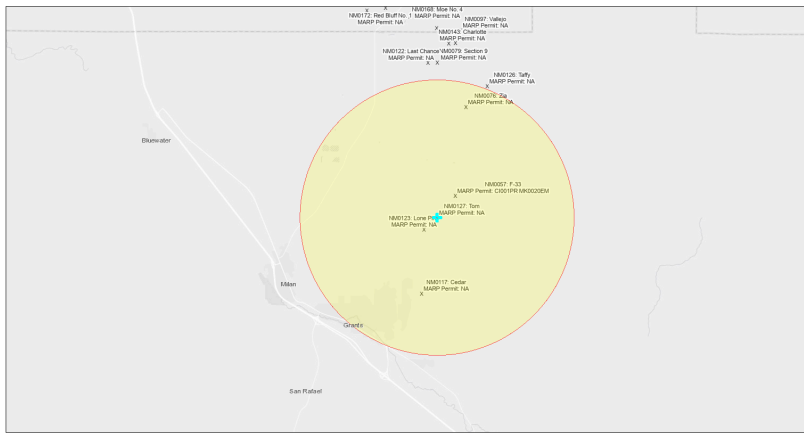 NM0168: Moe No. 4
MARP Permit: NA
NM0172: Red Bluff No. 1
MARP Permit: NA
NM0097: Vallejo
MARP Permit: NA
NM0143: Charlotte
MARP Permit: NA
NM0122: Last Chance
MARP Permit: NA
NM0079: Section 9
MARP Permit: NA
NM0126: Taffy
MARP Permit: NA
NM0076: Zia
MARP Permit: NA
Bluewater
NM0057: F-33
MARP Permit: CI001PR MK0020EM
NM0127: Tom
MARP Permit: NA
NM0123: Lone
MARP Permit: NA
NM0117: Cedar
MARP Permit: NA
Milan
Grants
San Rafael